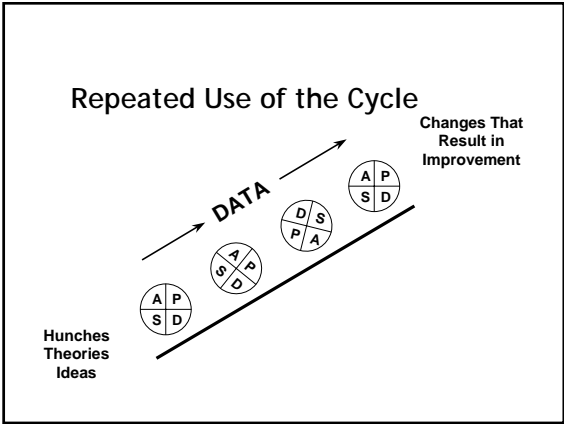 Repeated Use of the Cycle
Changes That
Result in
Improvement
DATA
A P
S D
D S
P A
A P
S D
A P
S D
Hunches
Theories
Ideas